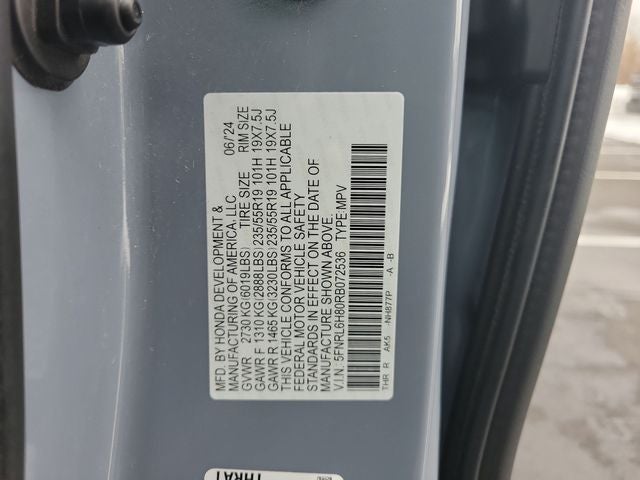 MFD. BY HONDA DEVELOPMENT &
MANUFACTURING OF AMERICA, LLC 06/'24
GVWR 2730 KG(6019LBS) TIRE SIZE RIM SIZE
GAWR F 1310 KG(2888LBS)235/55R19 101H 19X7.5J
GAWR R 1465 KG(3230LBS)235/55R19 101H 19X7.5J
THIS VEHICLE CONFORMS TO ALL APPLICABLE
FEDERAL MOTOR VEHICLE SAFETY
STANDARDS IN EFFECT ON THE DATE OF
MANUFACTURE SHOWN ABOVE.
V.I.N. 5FNRL6H80RB072536 TYPE:MPV
THR R AK5 -NH877P -A -B
THRA1